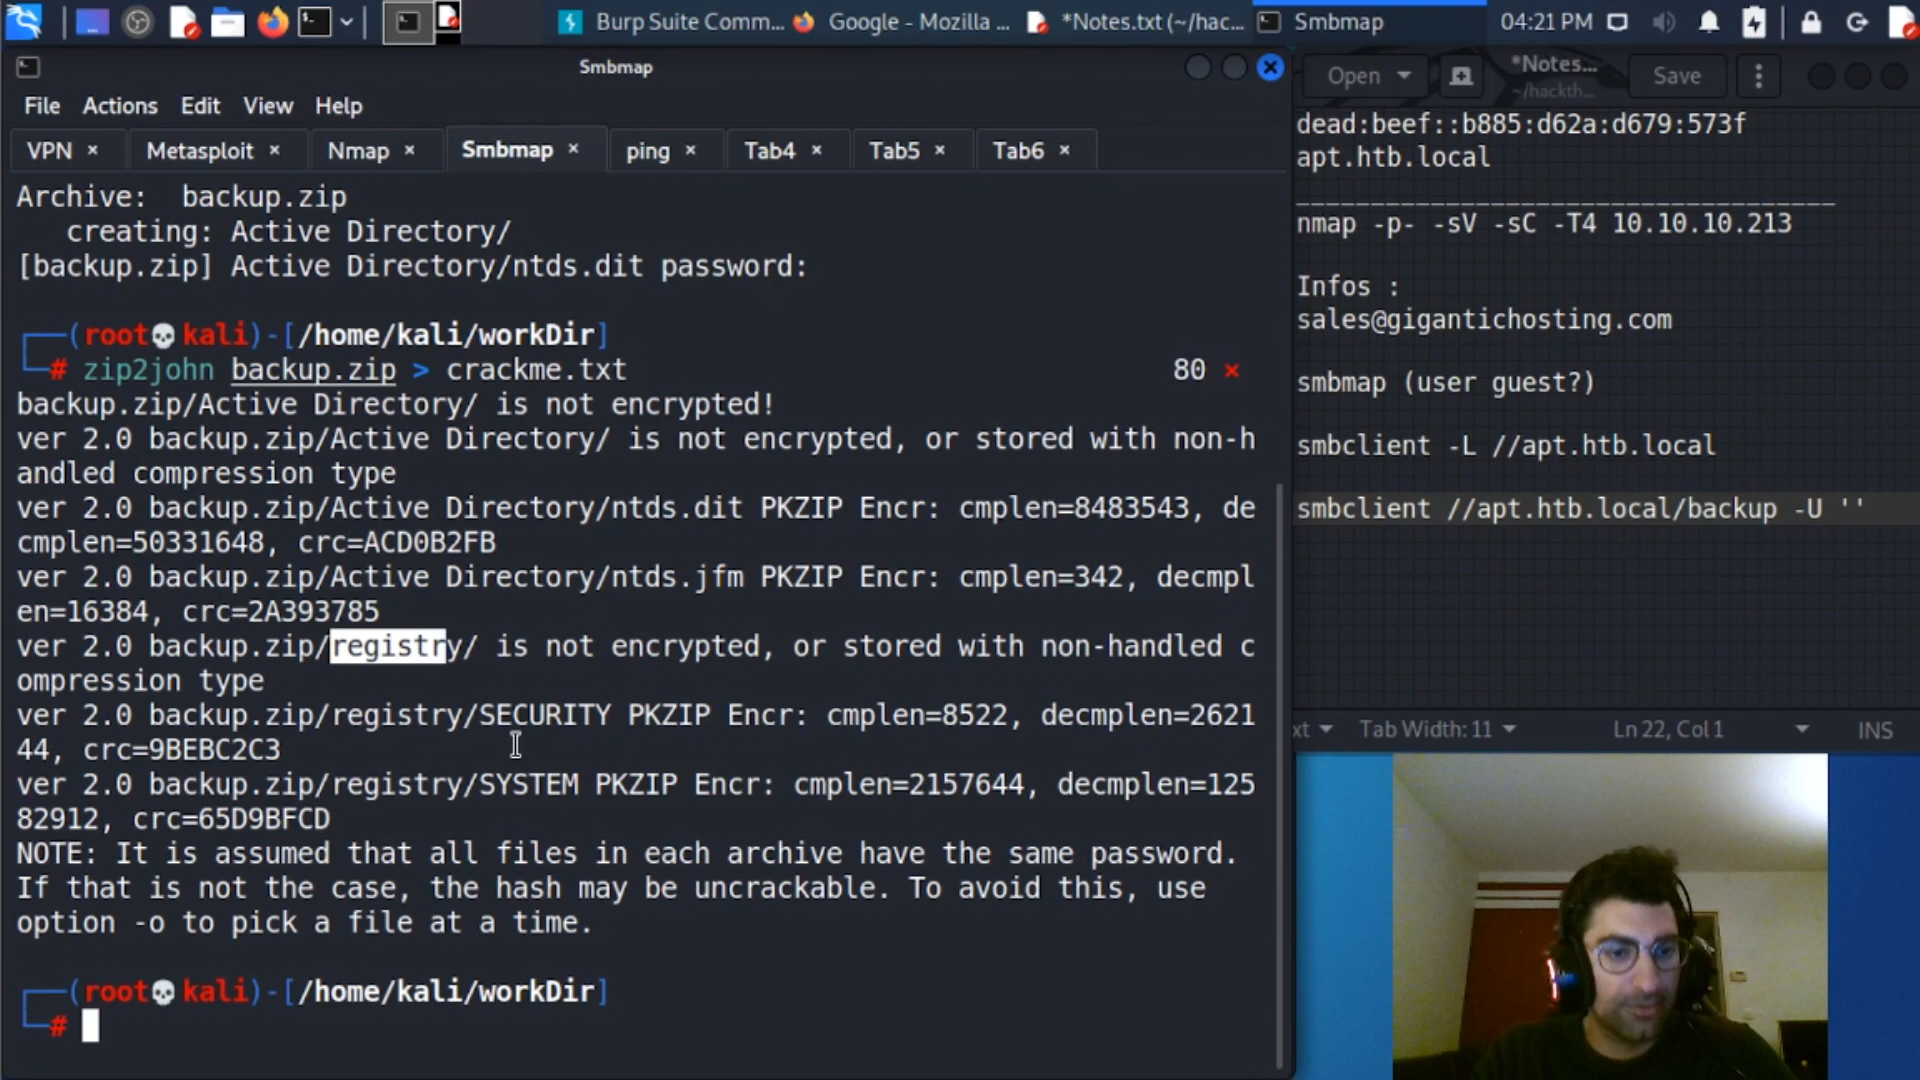 Burp Suite Comm...
Google - Mozilla ...
*Notes.txt (~/hac...
Smbmap
04:21 PM
Smbmap
File Actions Edit View Help
VPN × Metasploit × Nmap × Smbmap × ping × Tab4 × Tab5 × Tab6 ×
Archive:  backup.zip
   creating: Active Directory/
[backup.zip] Active Directory/ntds.dit password:
(root💀kali)-[/home/kali/workDir]
# zip2john backup.zip > crackme.txt 80 ×
backup.zip/Active Directory/ is not encrypted!
ver 2.0 backup.zip/Active Directory/ is not encrypted, or stored with non-h
andled compression type
ver 2.0 backup.zip/Active Directory/ntds.dit PKZIP Encr: cmplen=8483543, de
cmplen=50331648, crc=ACD0B2FB
ver 2.0 backup.zip/Active Directory/ntds.jfm PKZIP Encr: cmplen=342, decmpl
en=16384, crc=2A393785
ver 2.0 backup.zip/registry/ is not encrypted, or stored with non-handled c
ompression type
ver 2.0 backup.zip/registry/SECURITY PKZIP Encr: cmplen=8522, decmplen=2621
44, crc=9BEBC2C3
ver 2.0 backup.zip/registry/SYSTEM PKZIP Encr: cmplen=2157644, decmplen=125
82912, crc=65D9BFCD
NOTE: It is assumed that all files in each archive have the same password.
If that is not the case, the hash may be uncrackable. To avoid this, use
option -o to pick a file at a time.
(root💀kali)-[/home/kali/workDir]
#
Open
*Notes...
~/hackth...
Save
dead:beef::b885:d62a:d679:573f
apt.htb.local
____________________________________
nmap -p- -sV -sC -T4 10.10.10.213
Infos :
sales@gigantichosting.com
smbmap (user guest?)
smbclient -L //apt.htb.local
smbclient //apt.htb.local/backup -U ''
xt Tab Width: 11 Ln 22, Col 1 INS